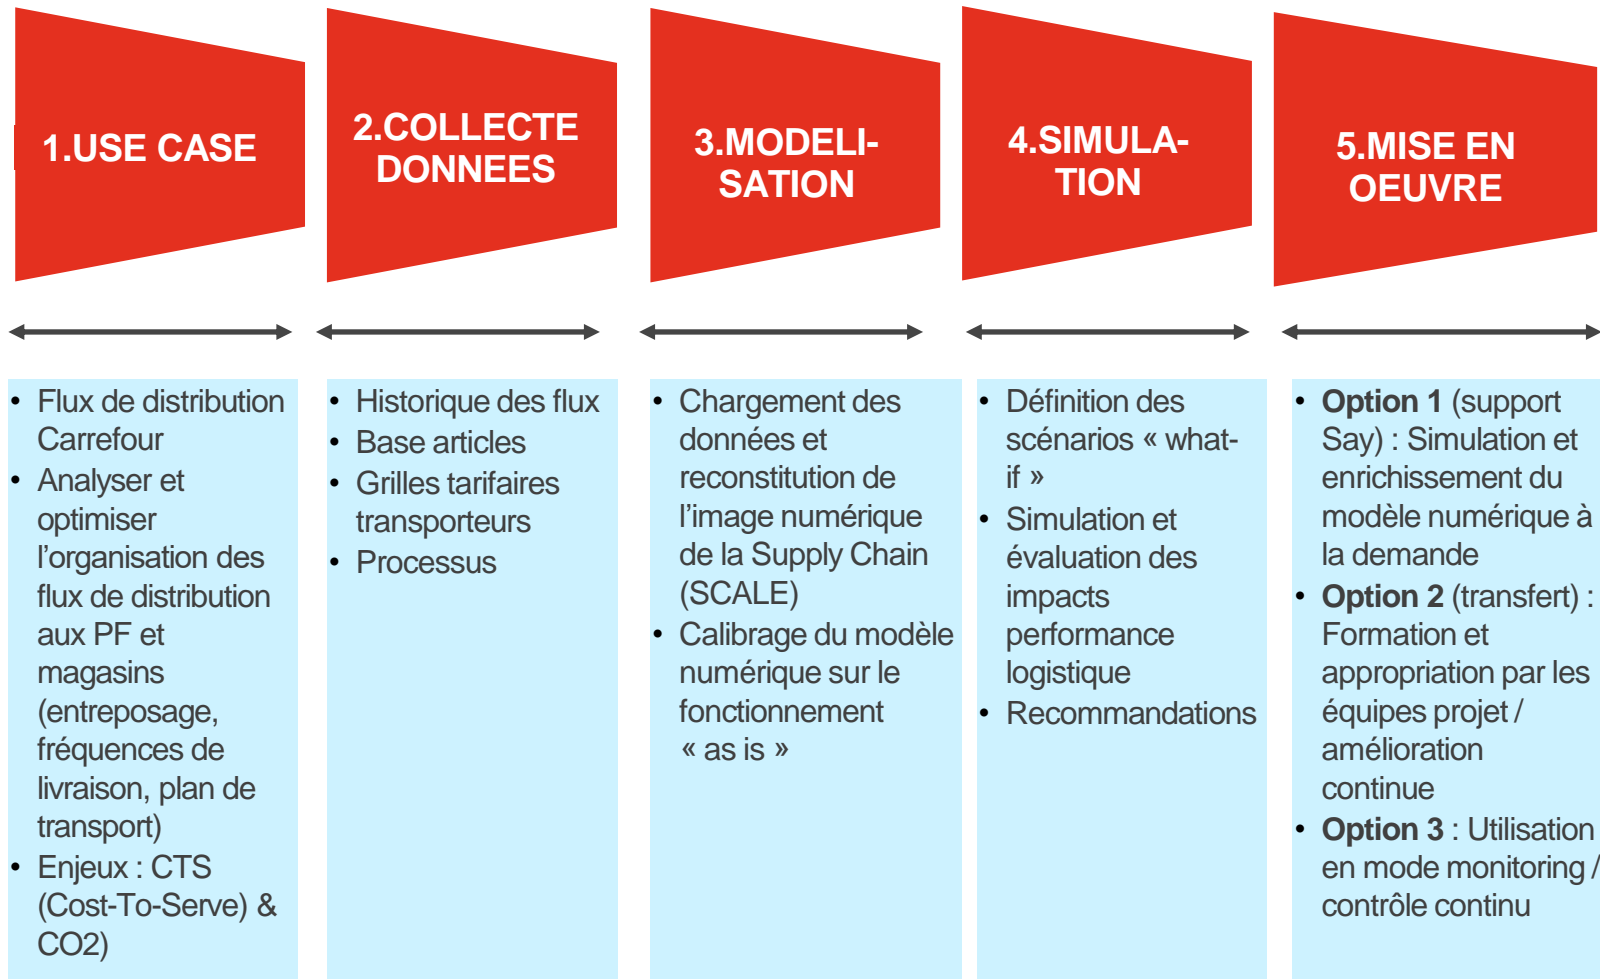 1.USE CASE
2.COLLECTE
DONNEES
3.MODELI-
SATION
4.SIMULA-
TION
5.MISE EN
OEUVRE
• Flux de distribution
Carrefour
• Analyser et
optimiser
l’organisation des
flux de distribution
aux PF et
magasins
(entreposage,
fréquences de
livraison, plan de
transport)
• Enjeux : CTS
(Cost-To-Serve) &
CO2)
• Historique des flux
• Base articles
• Grilles tarifaires
transporteurs
• Processus
• Chargement des
données et
reconstitution de
l’image numérique
de la Supply Chain
(SCALE)
• Calibrage du modèle
numérique sur le
fonctionnement
« as is »
• Définition des
scénarios « what-
if »
• Simulation et
évaluation des
impacts
performance
logistique
• Recommandations
• Option 1 (support
Say) : Simulation et
enrichissement du
modèle numérique à
la demande
• Option 2 (transfert) :
Formation et
appropriation par les
équipes projet /
amélioration
continue
• Option 3 : Utilisation
en mode monitoring /
contrôle continu